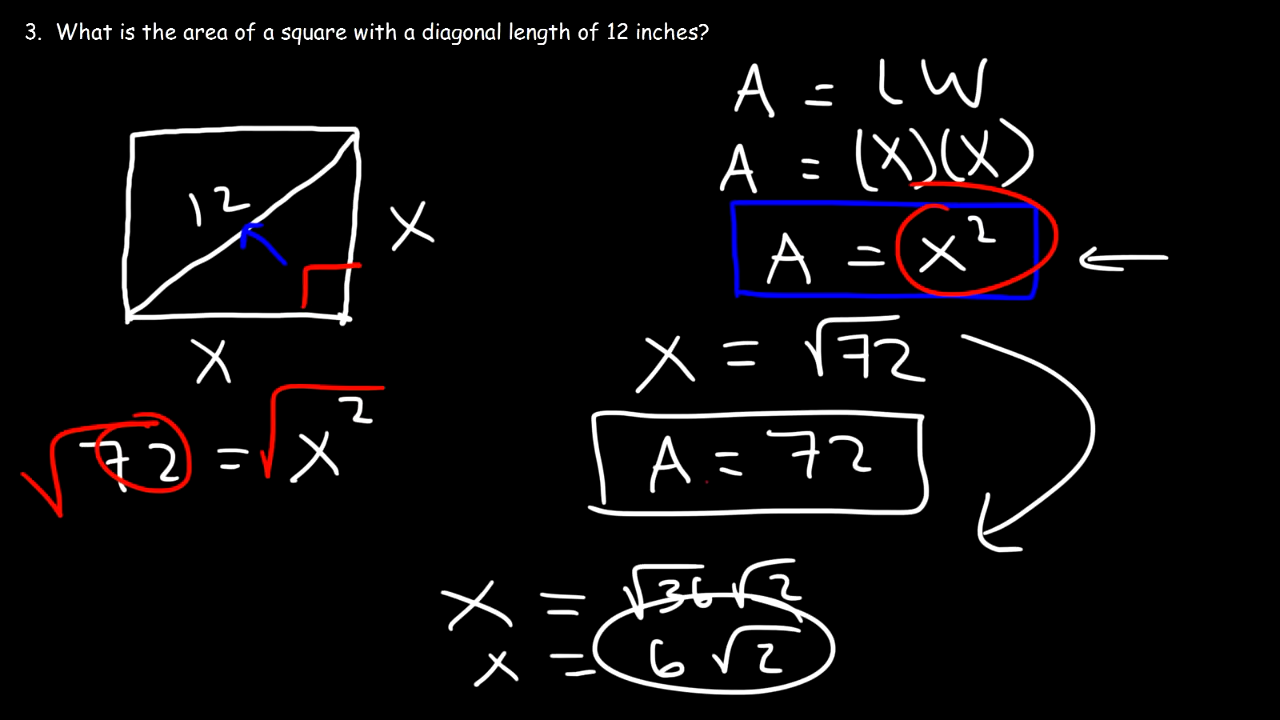 3. What is the area of a square with a diagonal length of 12 inches?
A = LW
A = (x)(x)
12
x
A = x²
x
x = √72
√72 = √x²
A = 72
x = √36 √2
x = 6 √2